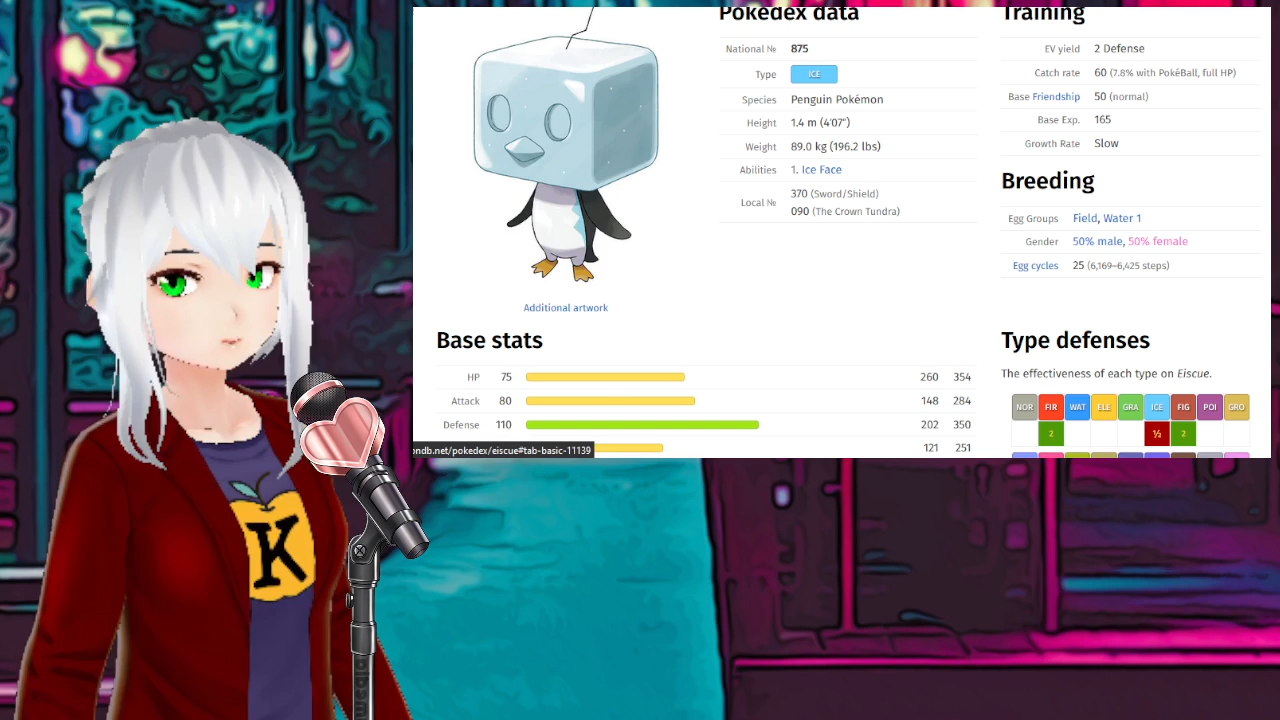 Pokédex data
National № 875
Type ICE
Species Penguin Pokémon
Height 1.4 m (4′07″)
Weight 89.0 kg (196.2 lbs)
Abilities 1. Ice Face
Local № 370 (Sword/Shield)
090 (The Crown Tundra)
Training
EV yield 2 Defense
Catch rate 60 (7.8% with PokéBall, full HP)
Base Friendship 50 (normal)
Base Exp. 165
Growth Rate Slow
Breeding
Egg Groups Field, Water 1
Gender 50% male, 50% female
Egg cycles 25 (6,169–6,425 steps)
Additional artwork
Base stats
HP 75 260 354
Attack 80 148 284
Defense 110 202 350
121 251
ondb.net/pokedex/eiscue#tab-basic-11139
Type defenses
The effectiveness of each type on Eiscue.
NOR FIR WAT ELE GRA ICE FIG POI GRO
2 ½ 2
K